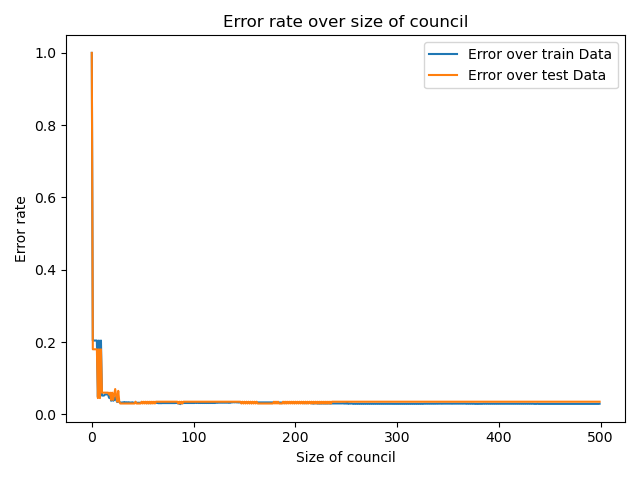 Error rate over size of council
Error over train Data
Error over test Data
1.0
0.8
0.6
0.4
0.2
0.0
Error rate
0 100 200 300 400 500
Size of council